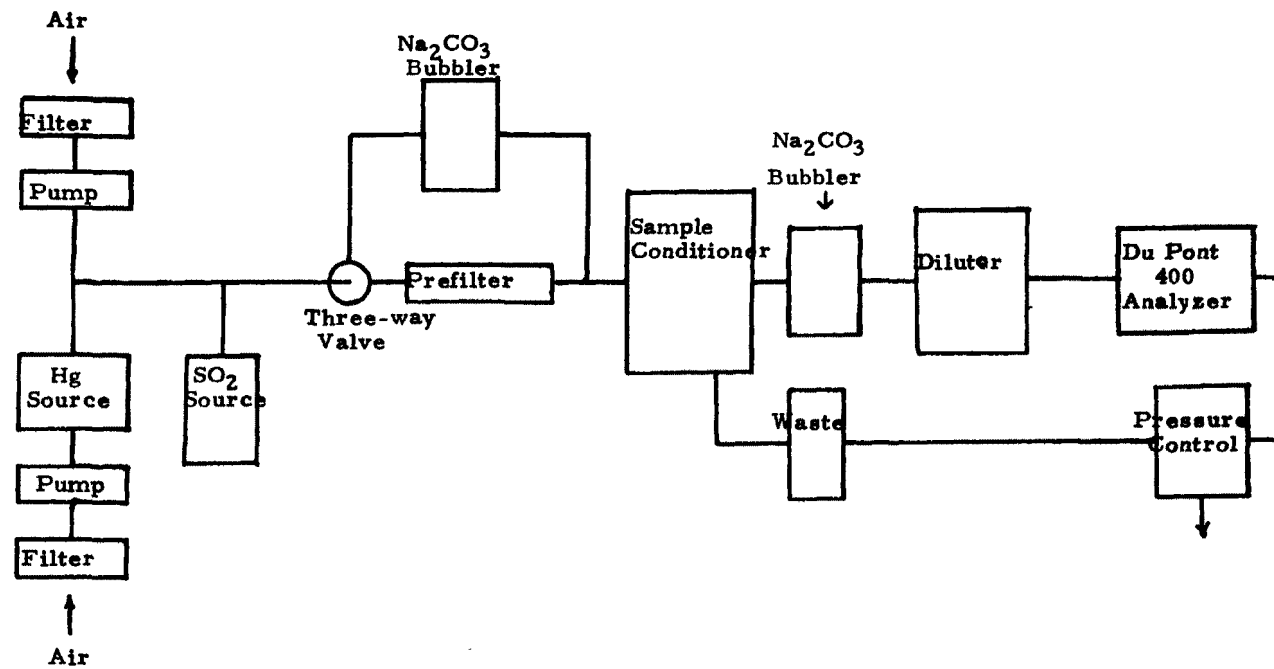 Air
Filter
Pump
Hg
Source
Pump
Filter
Air
SO₂
Source
Three-way
Valve
Na₂CO₃
Bubbler
Prefilter
Sample
Conditioner
Na₂CO₃
Bubbler
Diluter
Du Pont
400
Analyzer
Waste
Pressure
Control